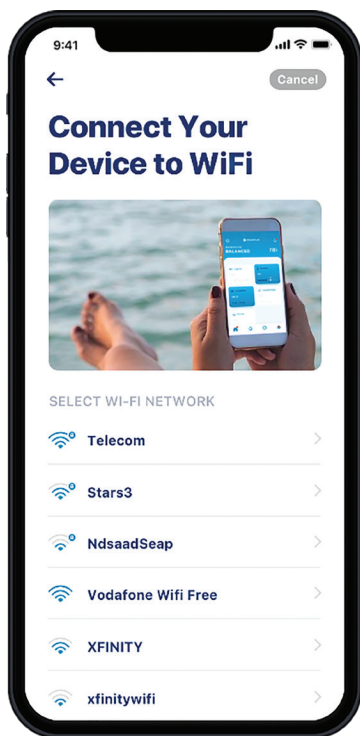 9:41
Cancel
Connect Your
Device to WiFi
BALANCED
SELECT WI-FI NETWORK
Telecom
Stars3
NdsaadSeap
Vodafone Wifi Free
XFINITY
xfinitywifi